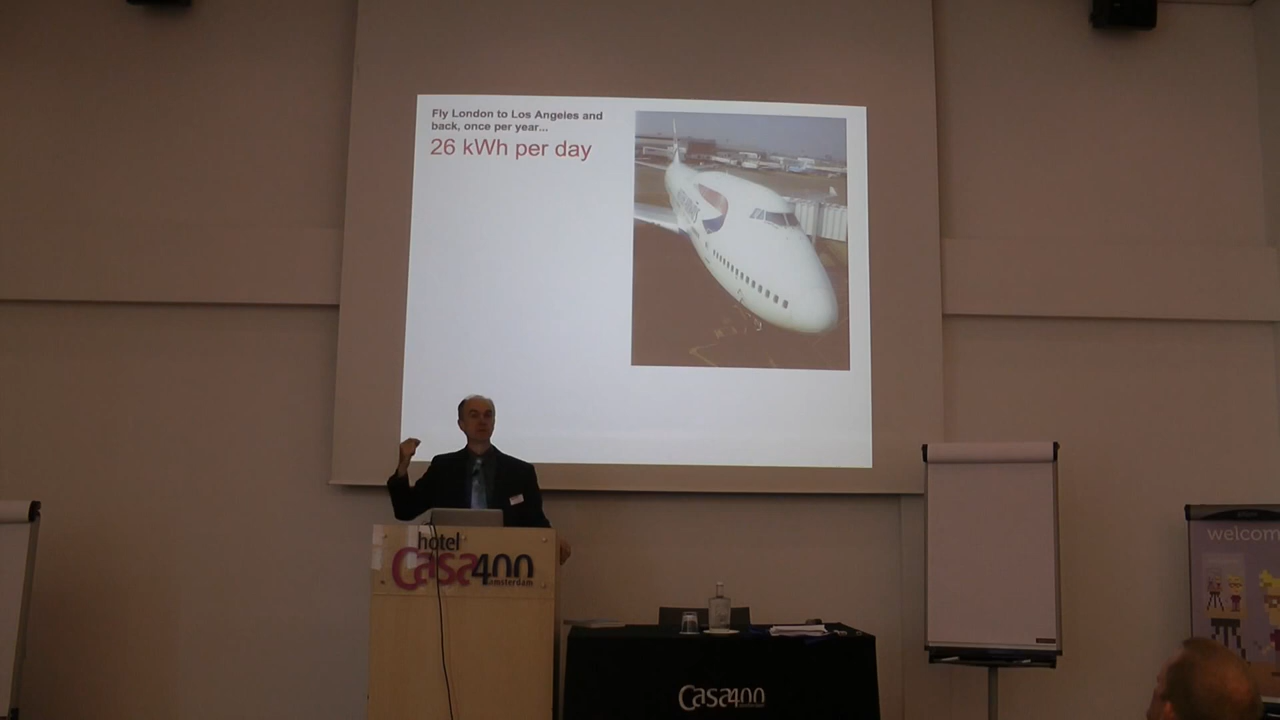 Fly London to Los Angeles and
back, once per year...
26 kWh per day
hotel
Casa400
amsterdam
welcom
Casa400